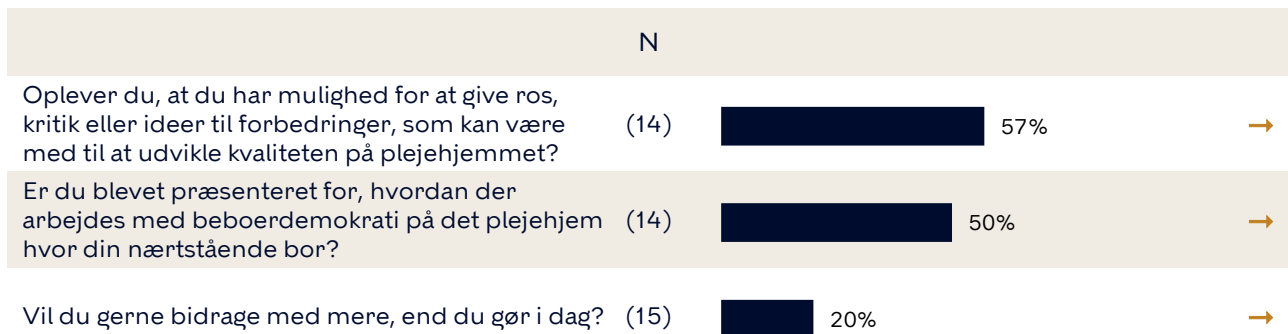 N
Oplever du, at du har mulighed for at give ros,
kritik eller ideer til forbedringer, som kan være
med til at udvikle kvaliteten på plejehjemmet?
(14)
57%
→
Er du blevet præsenteret for, hvordan der
arbejdes med beboerdemokrati på det plejehjem
hvor din nærtstående bor?
(14)
50%
→
Vil du gerne bidrage med mere, end du gør i dag?
(15)
20%
→